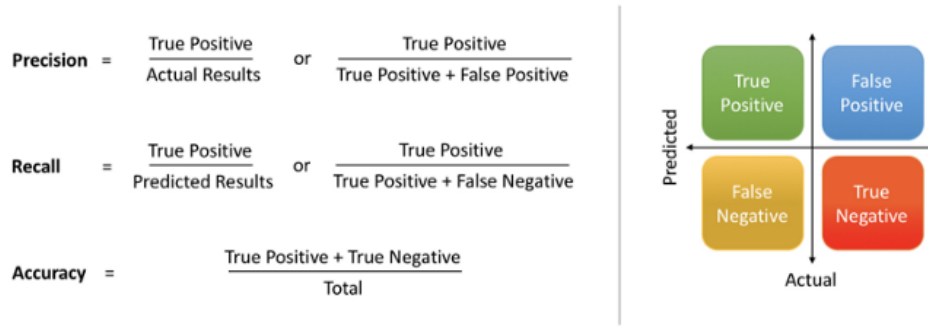 Precision = True Positive / Actual Results or True Positive / True Positive + False Positive
Recall = True Positive / Predicted Results or True Positive / True Positive + False Negative
Accuracy = True Positive + True Negative / Total
Predicted
True Positive
False Positive
False Negative
True Negative
Actual